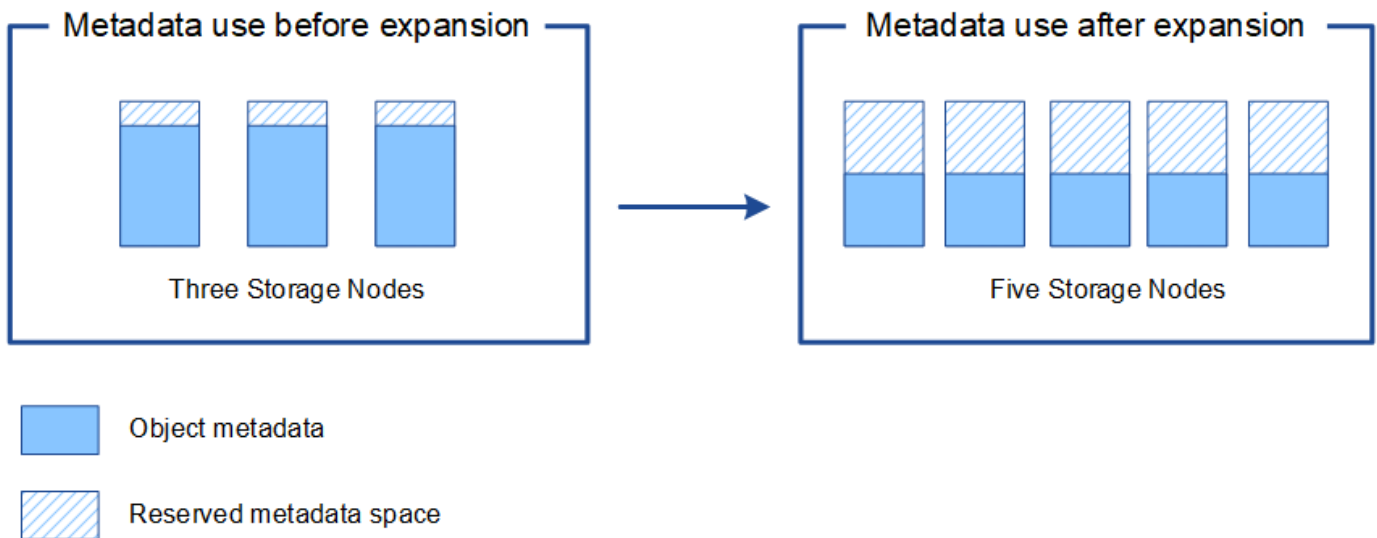 Metadata use before expansion
Metadata use after expansion
Three Storage Nodes
Five Storage Nodes
Object metadata
Reserved metadata space